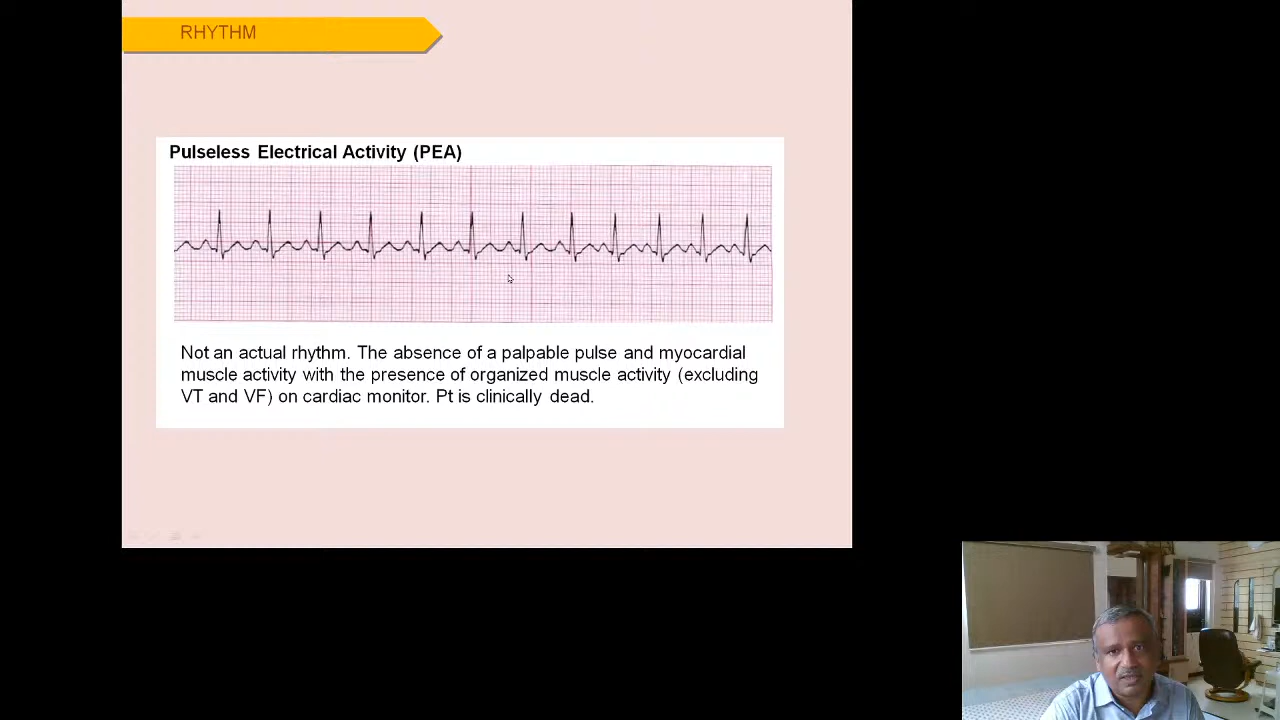 RHYTHM
Pulseless Electrical Activity (PEA)
Not an actual rhythm. The absence of a palpable pulse and myocardial
muscle activity with the presence of organized muscle activity (excluding
VT and VF) on cardiac monitor. Pt is clinically dead.